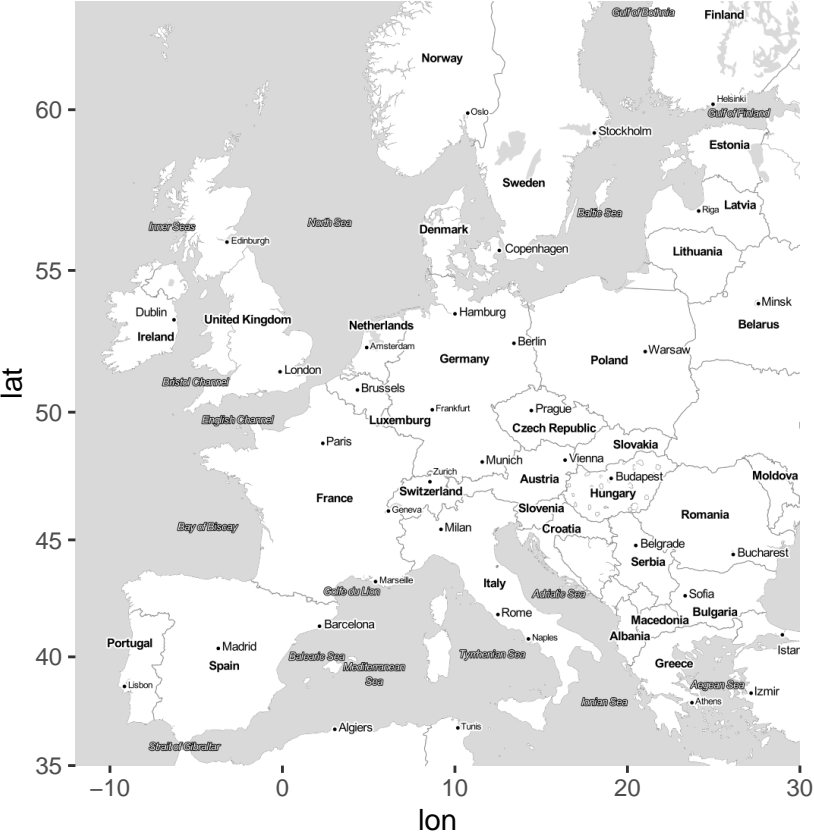 Gulf of Bothnia
Finland
Norway
60
Oslo
Helsinki
Gulf of Finland
Stockholm
Estonia
Sweden
Latvia
Riga
Inner Seas
North Sea
Baltic Sea
Denmark
Edinburgh
Copenhagen
Lithuania
55
Minsk
Dublin
Hamburg
United Kingdom
Netherlands
Belarus
Ireland
Amsterdam
Berlin
Warsaw
Germany
Poland
London
Bristol Channel
Brussels
lat
50
Frankfurt
Prague
English Channel
Luxemburg
Czech Republic
Paris
Slovakia
Munich
Vienna
Zurich
Austria
Budapest
Moldova
Switzerland
Hungary
France
Geneva
Slovenia
Romania
Bay of Biscay
Milan
Croatia
45
Belgrade
Bucharest
Serbia
Marseille
Italy
Golfe du Lion
Adriatic Sea
Sofia
Rome
Bulgaria
Barcelona
Macedonia
Naples
Albania
Portugal
Madrid
Istan
40
Balearic Sea
Tyrrhenian Sea
Spain
Mediterranean
Sea
Greece
Lisbon
Aegean Sea
Izmir
Ionian Sea
Athens
Algiers
Tunis
Strait of Gibraltar
35
−10
0
10
20
30
lon